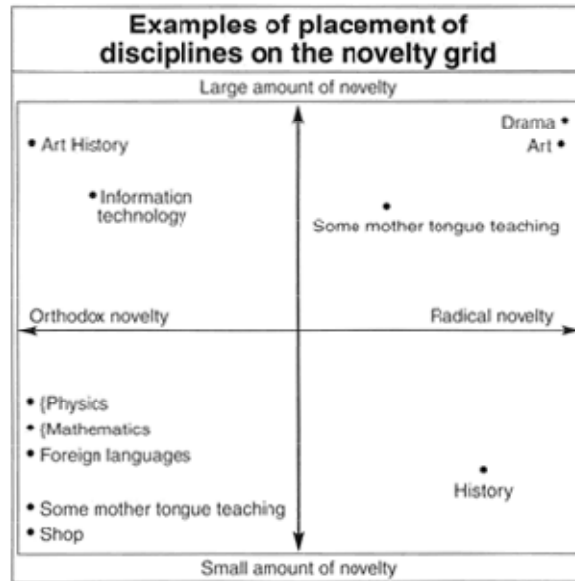 Examples of placement of
disciplines on the novelty grid
Large amount of novelty
Drama
• Art History
Art
• Information
technology
Some mother tongue teaching
Orthodox novelty
Radical novelty
• {Physics
• {Mathematics
• Foreign languages
History
• Some mother tongue teaching
• Shop
Small amount of novelty